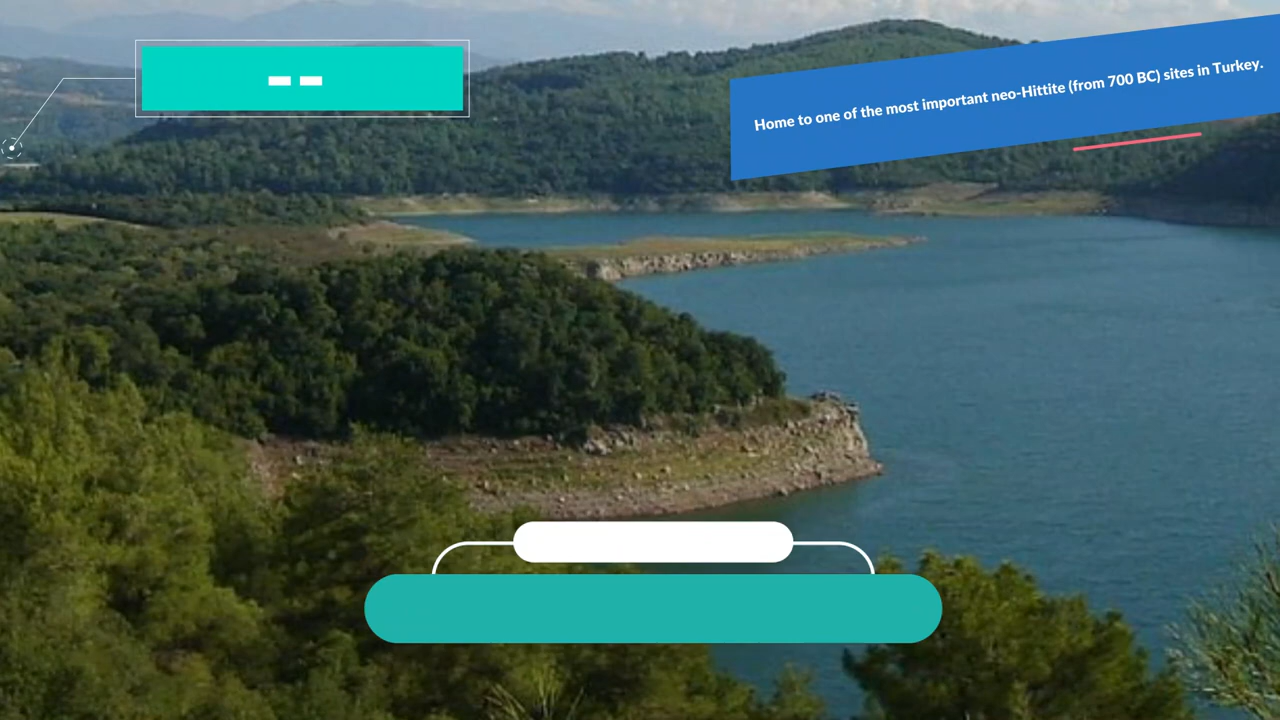 --
Home to one of the most important neo-Hittite (from 700 BC) sites in Turkey.